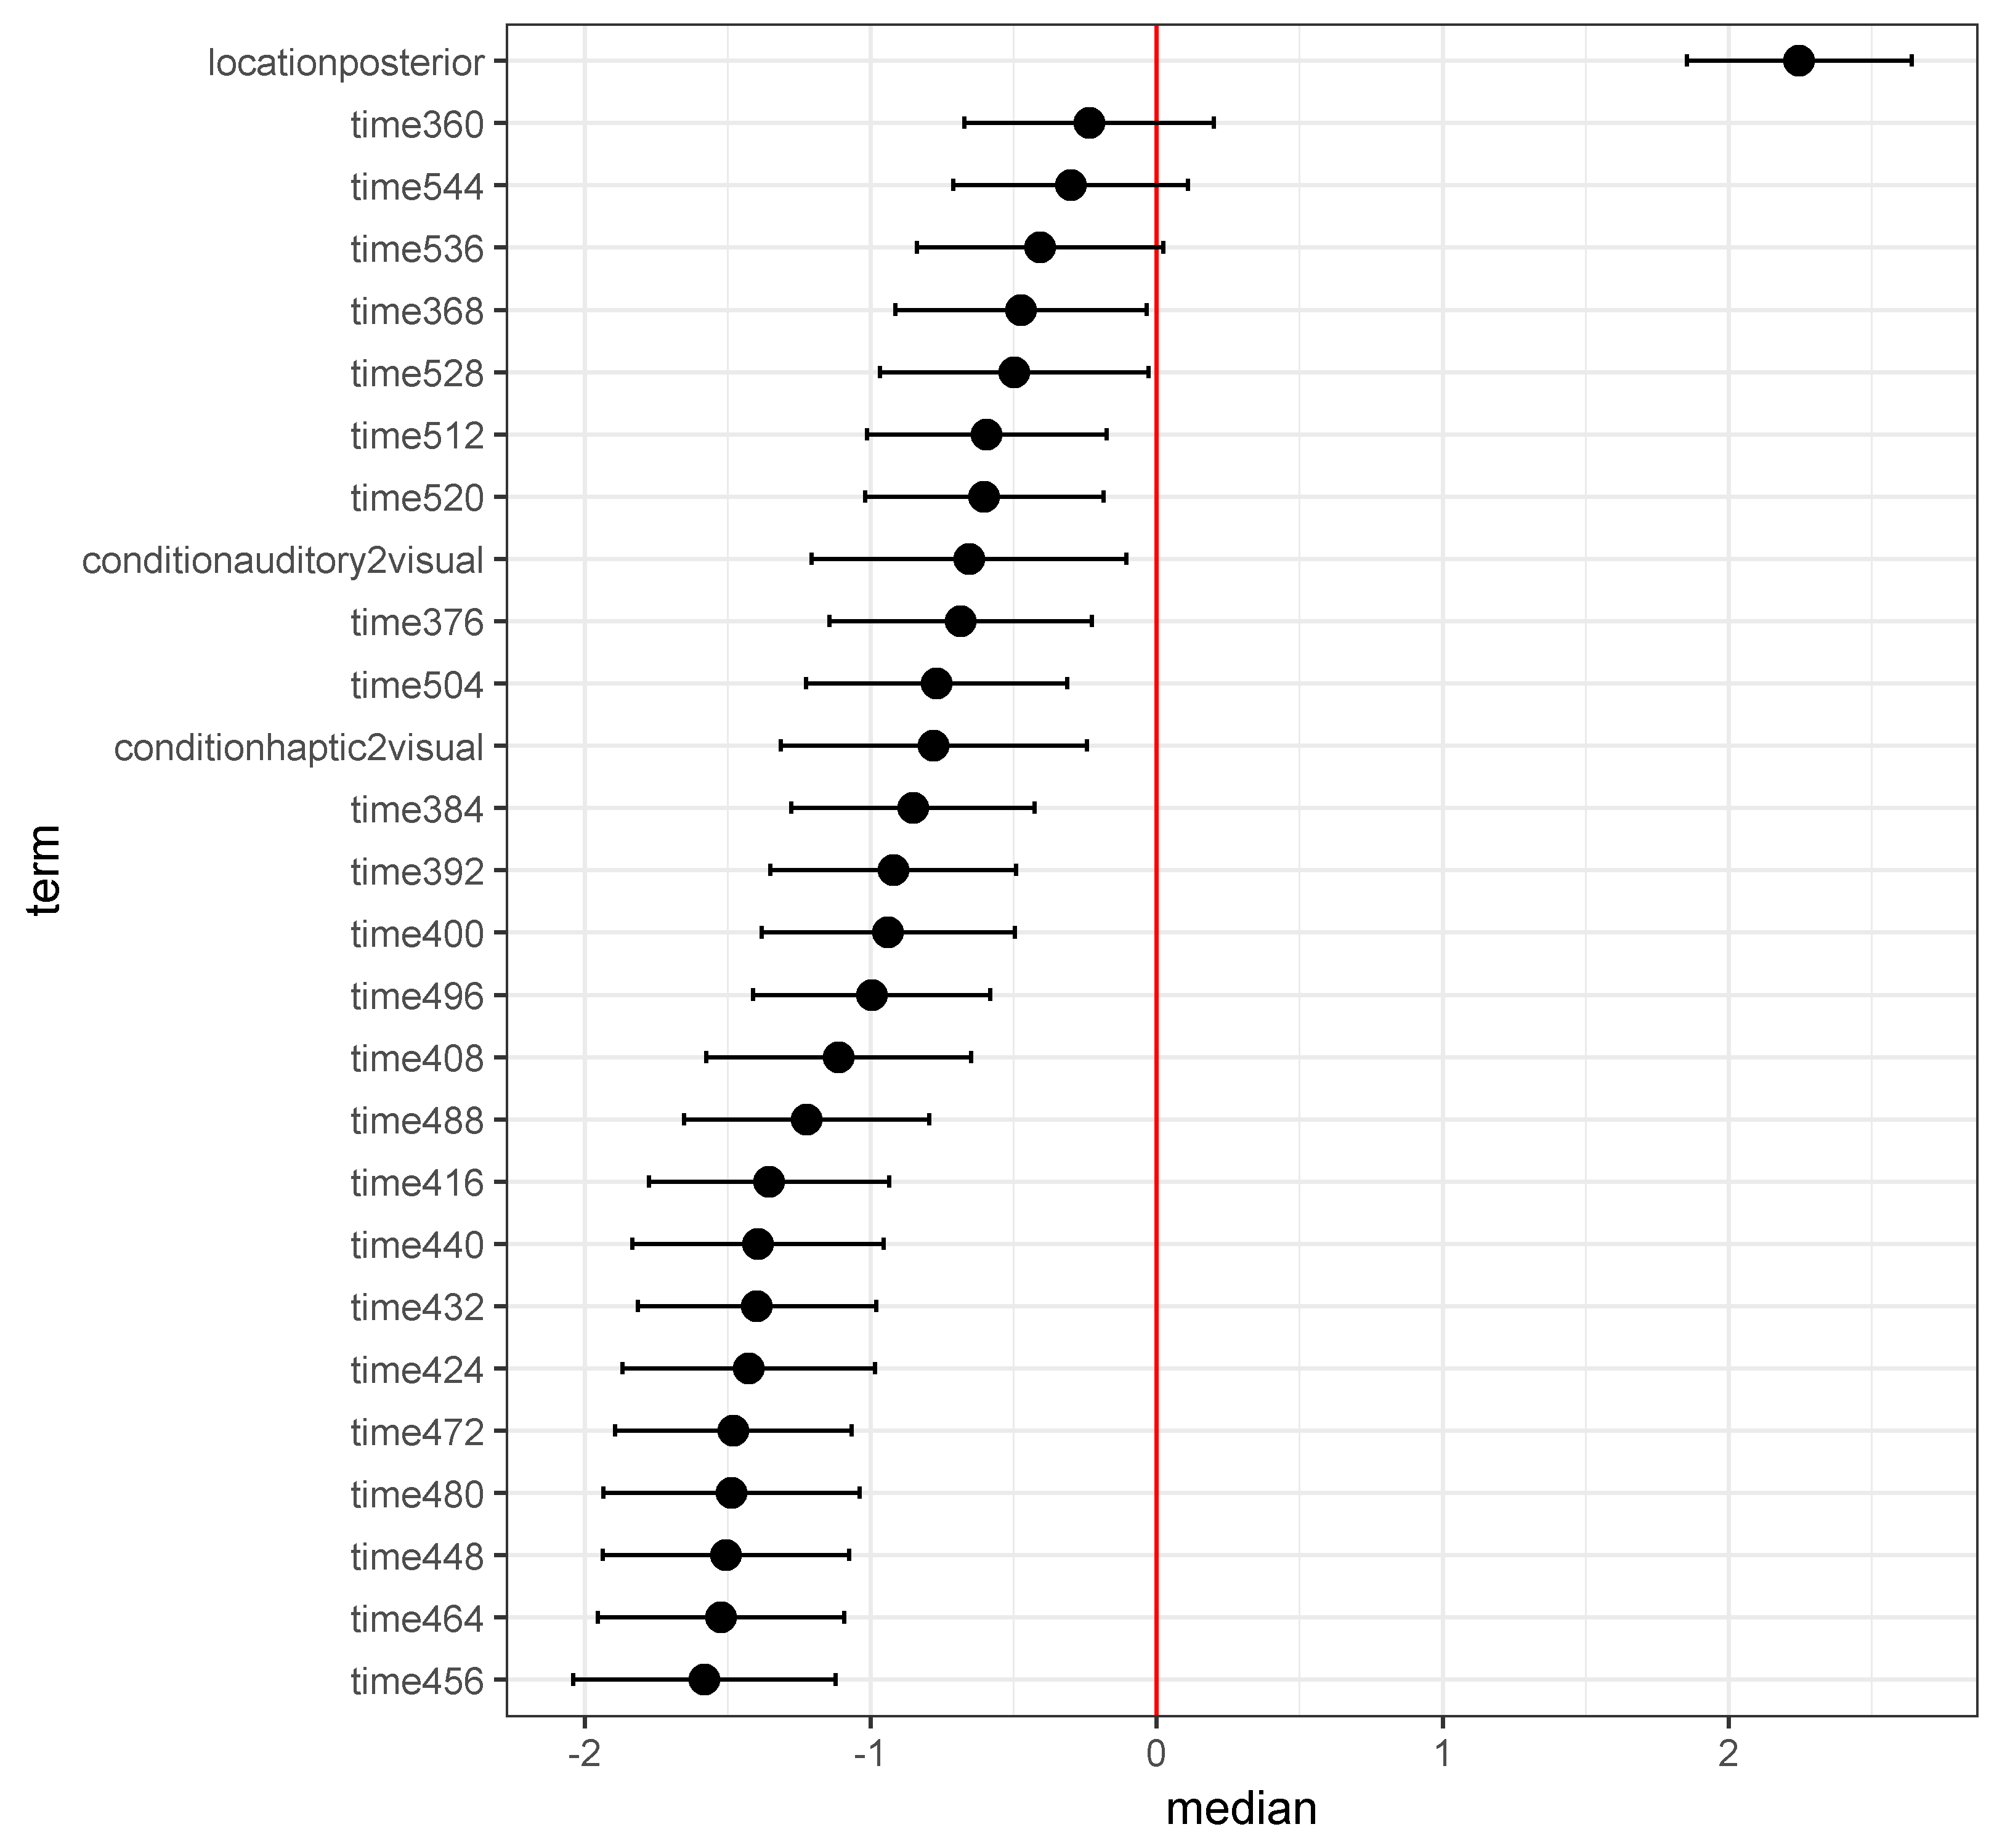 locationposterior
time360
time544
time536
time368
time528
time512
time520
conditionauditory2visual
time376
time504
conditionhaptic2visual
time384
time392
time400
time496
time408
time488
time416
time440
time432
time424
time472
time480
time448
time464
time456
term
-2 -1 0 1 2
median